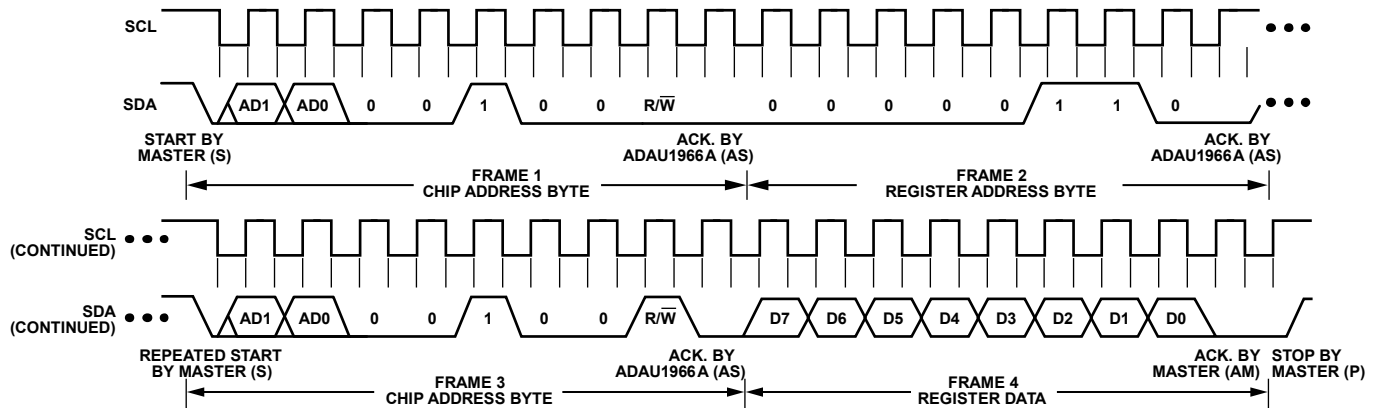 SCL
SDA AD1 AD0 0 0 1 0 0 R/W 0 0 0 0 0 1 1 0
START BY MASTER (S)
ACK. BY ADAU1966A (AS)
ACK. BY ADAU1966A (AS)
FRAME 1 CHIP ADDRESS BYTE
FRAME 2 REGISTER ADDRESS BYTE
SCL (CONTINUED)
SDA (CONTINUED) AD1 AD0 0 0 1 0 0 R/W D7 D6 D5 D4 D3 D2 D1 D0
REPEATED START BY MASTER (S)
ACK. BY ADAU1966A (AS)
ACK. BY MASTER (AM)
STOP BY MASTER (P)
FRAME 3 CHIP ADDRESS BYTE
FRAME 4 REGISTER DATA